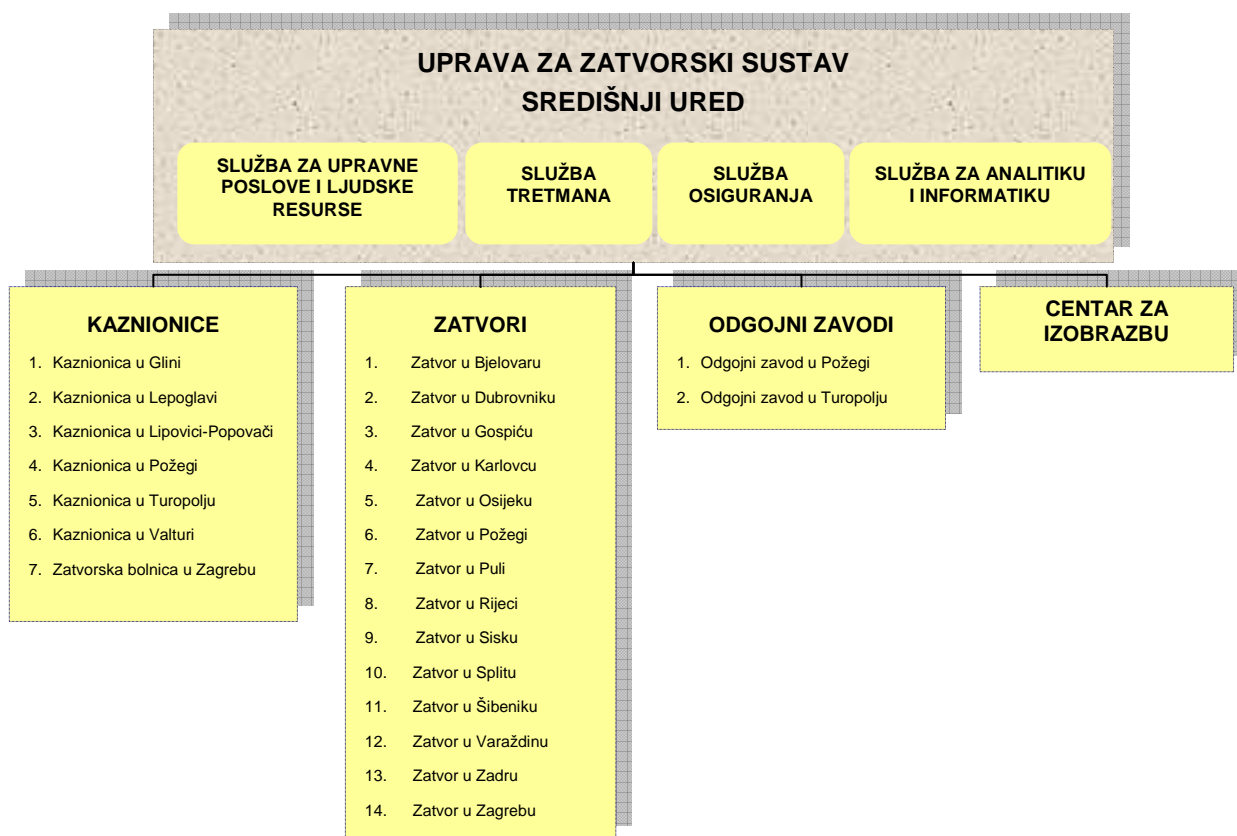 UPRAVA ZA ZATVORSKI SUSTAV
SREDIŠNJI URED
SLUŽBA ZA UPRAVNE
POSLOVE I LJUDSKE
RESURSE
SLUŽBA
TRETMANA
SLUŽBA
OSIGURANJA
SLUŽBA ZA ANALITIKU
I INFORMATIKU
KAZNIONICE
1. Kaznionica u Glini
2. Kaznionica u Lepoglavi
3. Kaznionica u Lipovici-Popovači
4. Kaznionica u Požegi
5. Kaznionica u Turopolju
6. Kaznionica u Valturi
7. Zatvorska bolnica u Zagrebu
ZATVORI
1. Zatvor u Bjelovaru
2. Zatvor u Dubrovniku
3. Zatvor u Gospiću
4. Zatvor u Karlovcu
5. Zatvor u Osijeku
6. Zatvor u Požegi
7. Zatvor u Puli
8. Zatvor u Rijeci
9. Zatvor u Sisku
10. Zatvor u Splitu
11. Zatvor u Šibeniku
12. Zatvor u Varaždinu
13. Zatvor u Zadru
14. Zatvor u Zagrebu
ODGOJNI ZAVODI
1. Odgojni zavod u Požegi
2. Odgojni zavod u Turopolju
CENTAR ZA
IZOBRAZBU